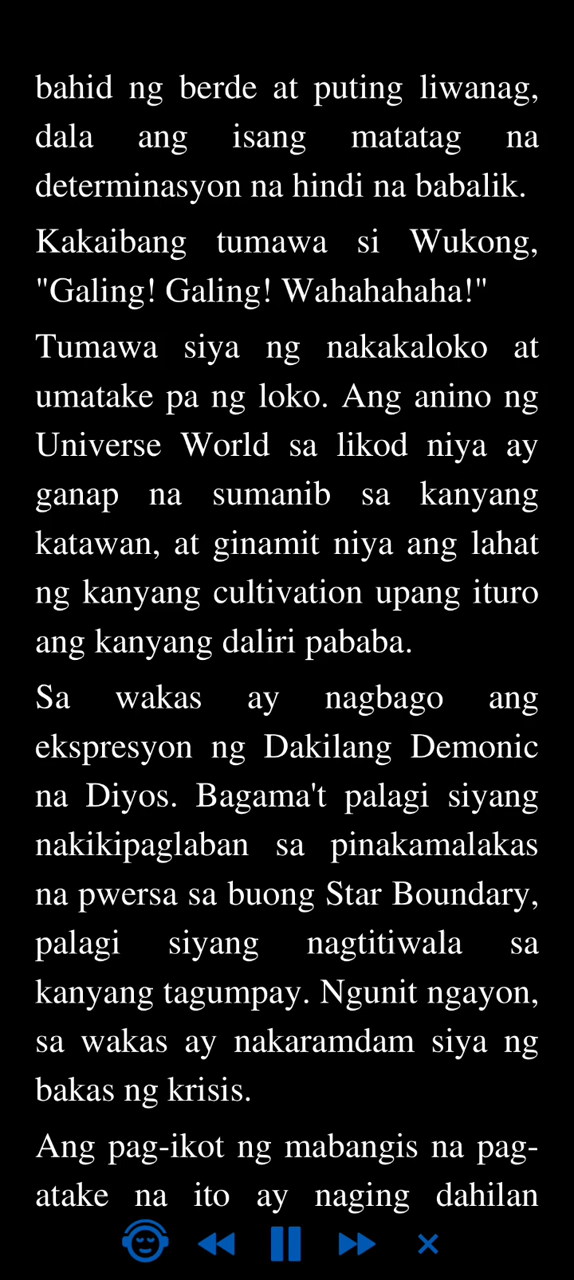 bahid ng berde at puting liwanag,
dala ang isang matatag na
determinasyon na hindi na babalik.
Kakaibang tumawa si Wukong,
"Galing! Galing! Wahahahaha!"
Tumawa siya ng nakakaloko at
umatake pa ng loko. Ang anino ng
Universe World sa likod niya ay
ganap na sumanib sa kanyang
katawan, at ginamit niya ang lahat
ng kanyang cultivation upang ituro
ang kanyang daliri pababa.
Sa wakas ay nagbago ang
ekspresyon ng Dakilang Demonic
na Diyos. Bagama't palagi siyang
nakikipaglaban sa pinakamalakas
na pwersa sa buong Star Boundary,
palagi siyang nagtitiwala sa
kanyang tagumpay. Ngunit ngayon,
sa wakas ay nakaramdam siya ng
bakas ng krisis.
Ang pag-ikot ng mabangis na pag-
atake na ito ay naging dahilan